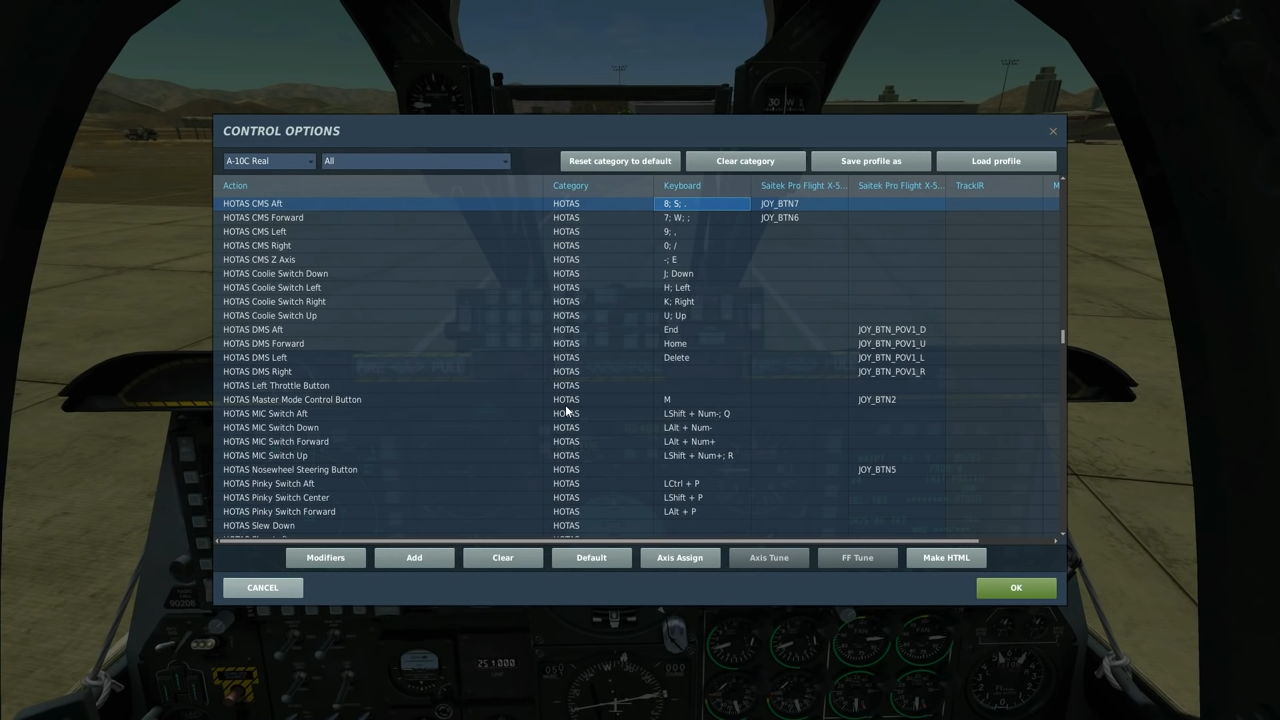 30 W 1
CONTROL OPTIONS ×
A-10C Real All Reset category to default Clear category Save profile as Load profile
Action Category Keyboard Saitek Pro Flight X-5... Saitek Pro Flight X-5... TrackIR M
HOTAS CMS Aft HOTAS 8; S; . JOY_BTN7
HOTAS CMS Forward HOTAS 7; W; ; JOY_BTN6
HOTAS CMS Left HOTAS 9; ,
HOTAS CMS Right HOTAS 0; /
HOTAS CMS Z Axis HOTAS -; E
HOTAS Coolie Switch Down HOTAS J; Down
HOTAS Coolie Switch Left HOTAS H; Left
HOTAS Coolie Switch Right HOTAS K; Right
HOTAS Coolie Switch Up HOTAS U; Up
HOTAS DMS Aft HOTAS End JOY_BTN_POV1_D
HOTAS DMS Forward HOTAS Home JOY_BTN_POV1_U
HOTAS DMS Left HOTAS Delete JOY_BTN_POV1_L
HOTAS DMS Right HOTAS JOY_BTN_POV1_R
HOTAS Left Throttle Button HOTAS
HOTAS Master Mode Control Button HOTAS M JOY_BTN2
HOTAS MIC Switch Aft HOTAS LShift + Num-; Q
HOTAS MIC Switch Down HOTAS LAlt + Num-
HOTAS MIC Switch Forward HOTAS LAlt + Num+
HOTAS MIC Switch Up HOTAS LShift + Num+; R
HOTAS Nosewheel Steering Button HOTAS JOY_BTN5
HOTAS Pinky Switch Aft HOTAS LCtrl + P
HOTAS Pinky Switch Center HOTAS LShift + P
HOTAS Pinky Switch Forward HOTAS LAlt + P
HOTAS Slew Down HOTAS
Modifiers Add Clear Default Axis Assign Axis Tune FF Tune Make HTML
CANCEL OK
90208
251.000